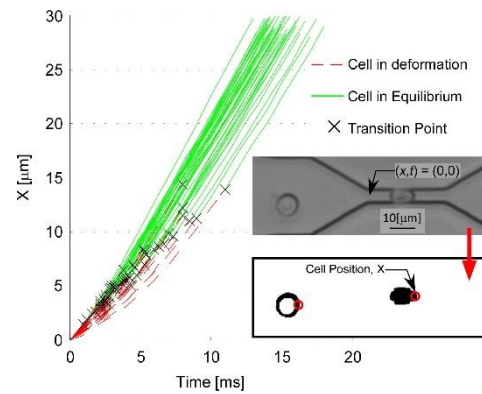 30
25
20
15
10
5
0
X [μm]
0
5
10
15
20
Time [ms]
Cell in deformation
Cell in Equilibrium
Transition Point
(x,t) = (0,0)
10[μm]
Cell Position, X